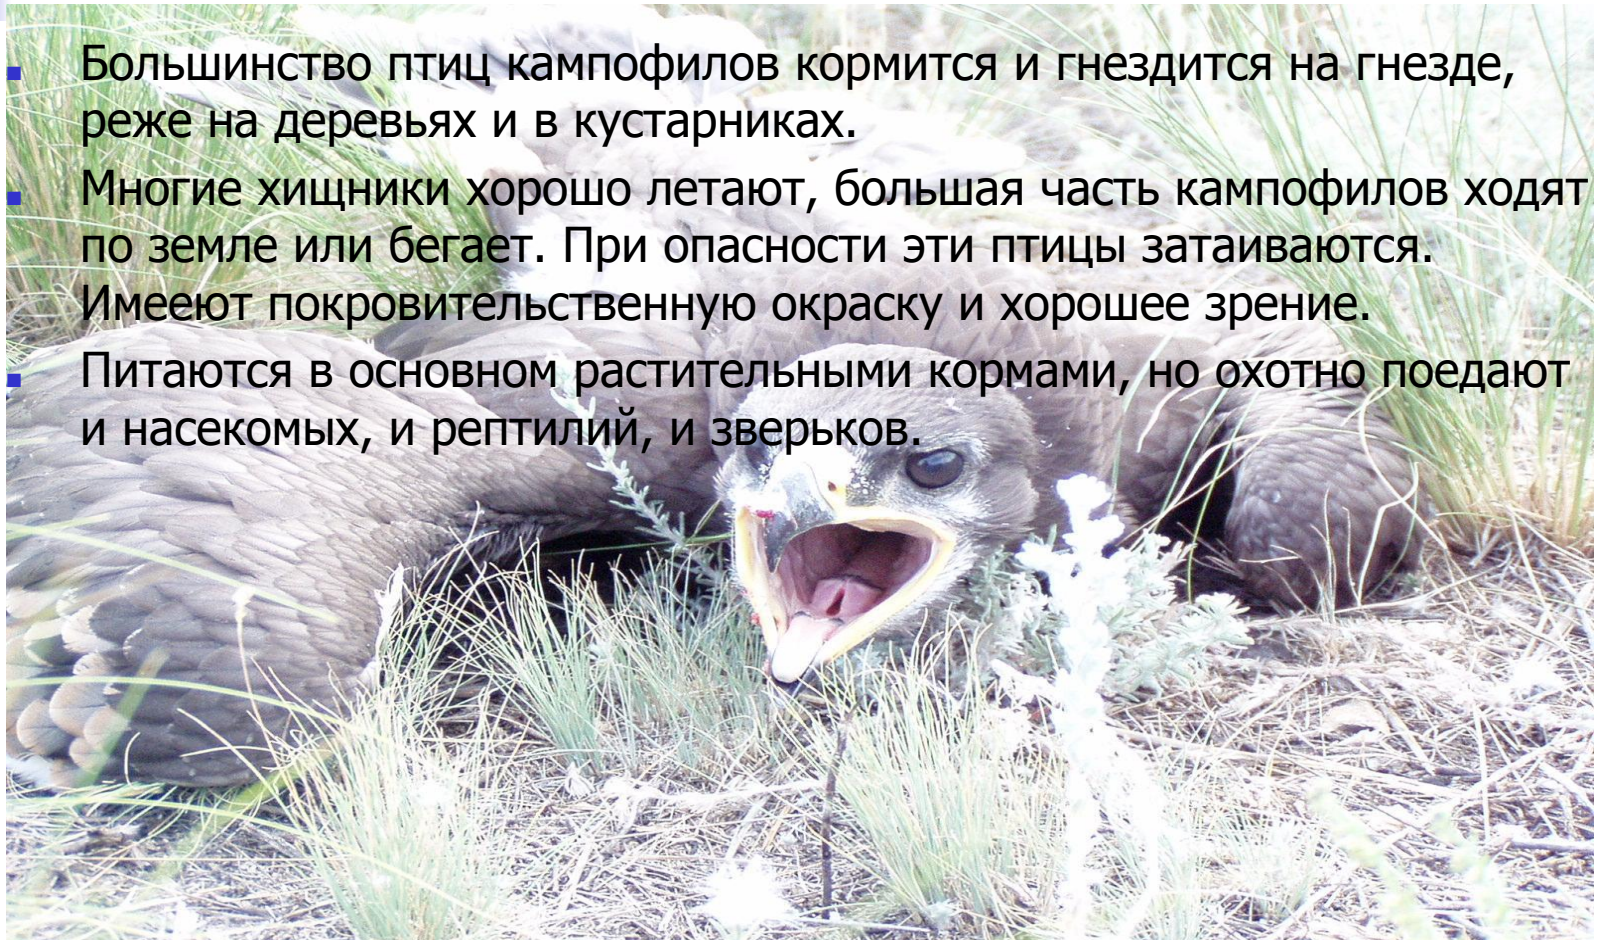 Большинство птиц кампофилов кормится и гнездится на гнезде,
реже на деревьях и в кустарниках.
Многие хищники хорошо летают, большая часть кампофилов ходят
по земле или бегает. При опасности эти птицы затаиваются.
Имееют покровительственную окраску и хорошее зрение.
Питаются в основном растительными кормами, но охотно поедают
и насекомых, и рептилий, и зверьков.